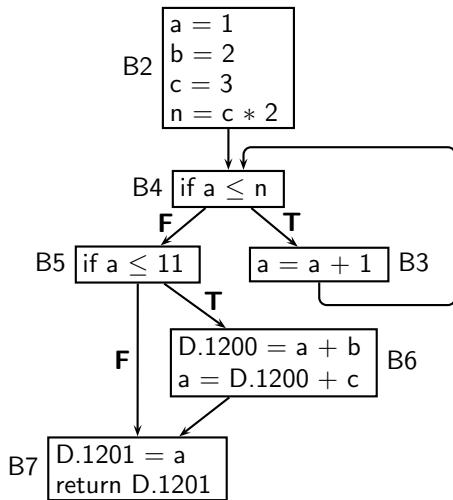 B2
a = 1
b = 2
c = 3
n = c ∗ 2
B4
if a ≤ n
F
T
B5
if a ≤ 11
a = a + 1
B3
T
F
D.1200 = a + b
a = D.1200 + c
B6
B7
D.1201 = a
return D.1201